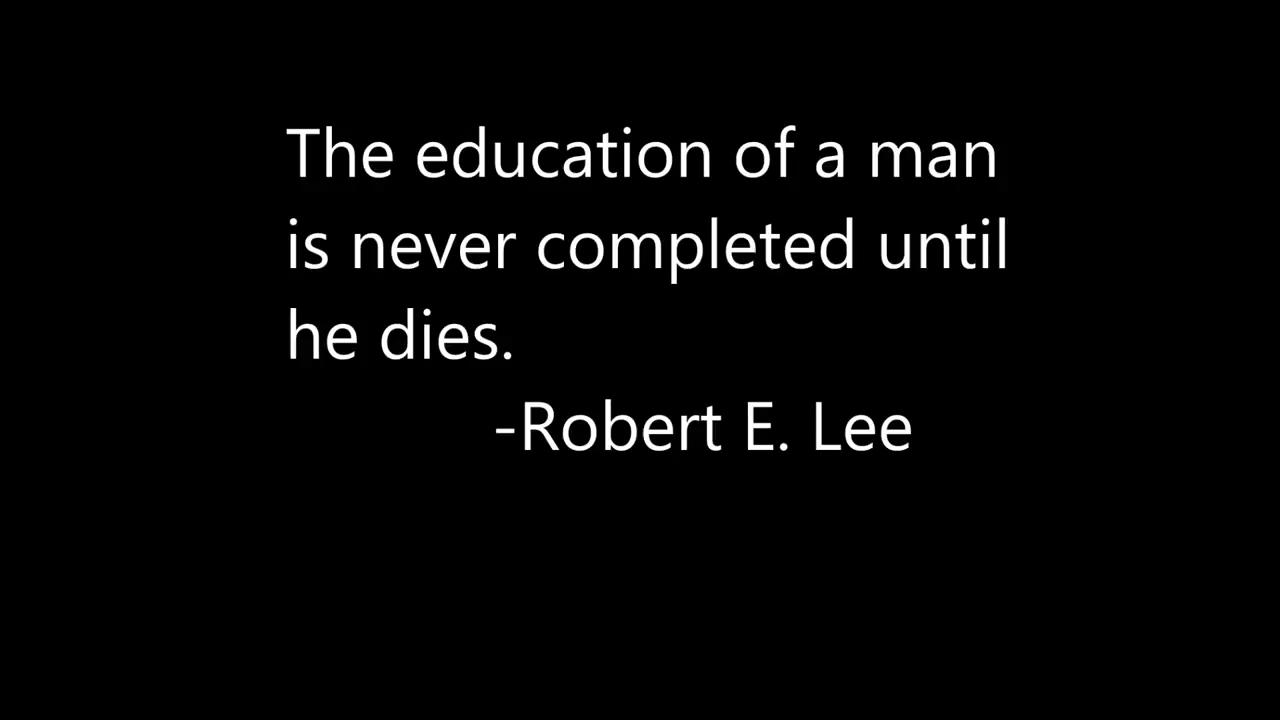 The education of a man
is never completed until
he dies.
-Robert E. Lee